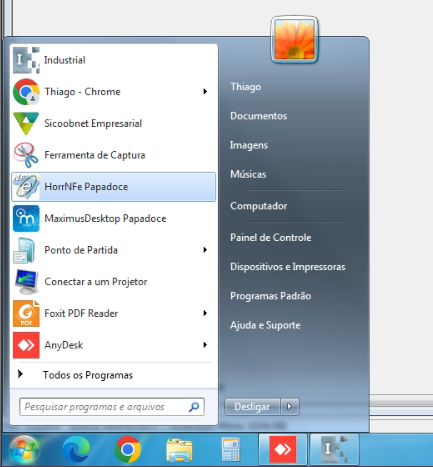 Industrial
Thiago - Chrome
Sicoobnet Empresarial
Ferramenta de Captura
HorrNFe Papadoce
MaximusDesktop Papadoce
Ponto de Partida
Conectar a um Projetor
Foxit PDF Reader
AnyDesk
Todos os Programas
Pesquisar programas e arquivos
Thiago
Documentos
Imagens
Músicas
Computador
Painel de Controle
Dispositivos e Impressoras
Programas Padrão
Ajuda e Suporte
Desligar